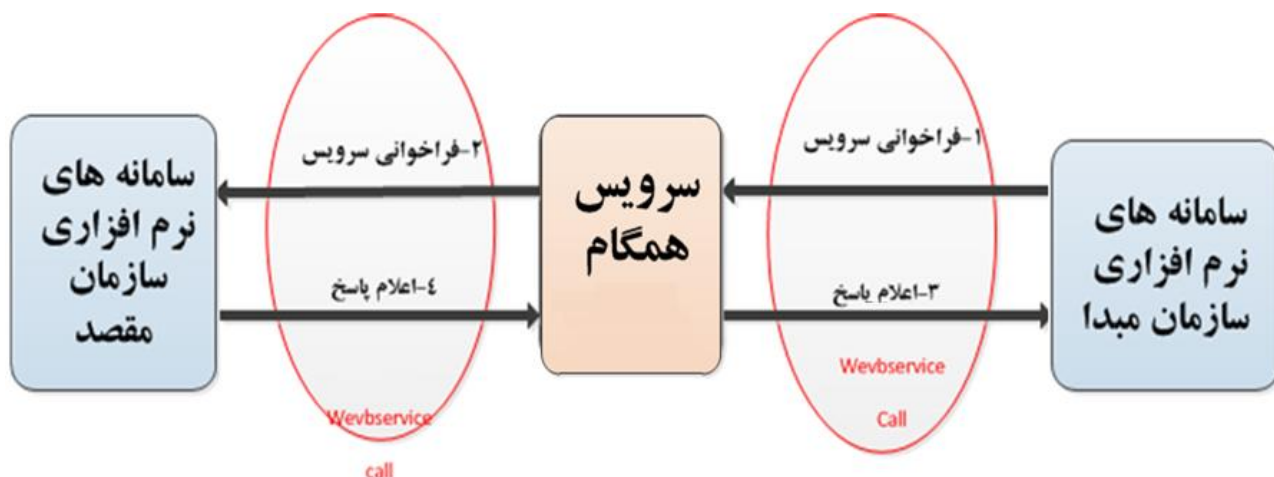 ۱-فراخوانی سرویس
۲-فراخوانی سرویس
سامانه های
نرم افزاری
سازمان مبدا
سرویس
همگام
سامانه های
نرم افزاری
سازمان
مقصد
۳-اعلام پاسخ
٤-اعلام پاسخ
Wevbservice
Call
Wevbservice
call